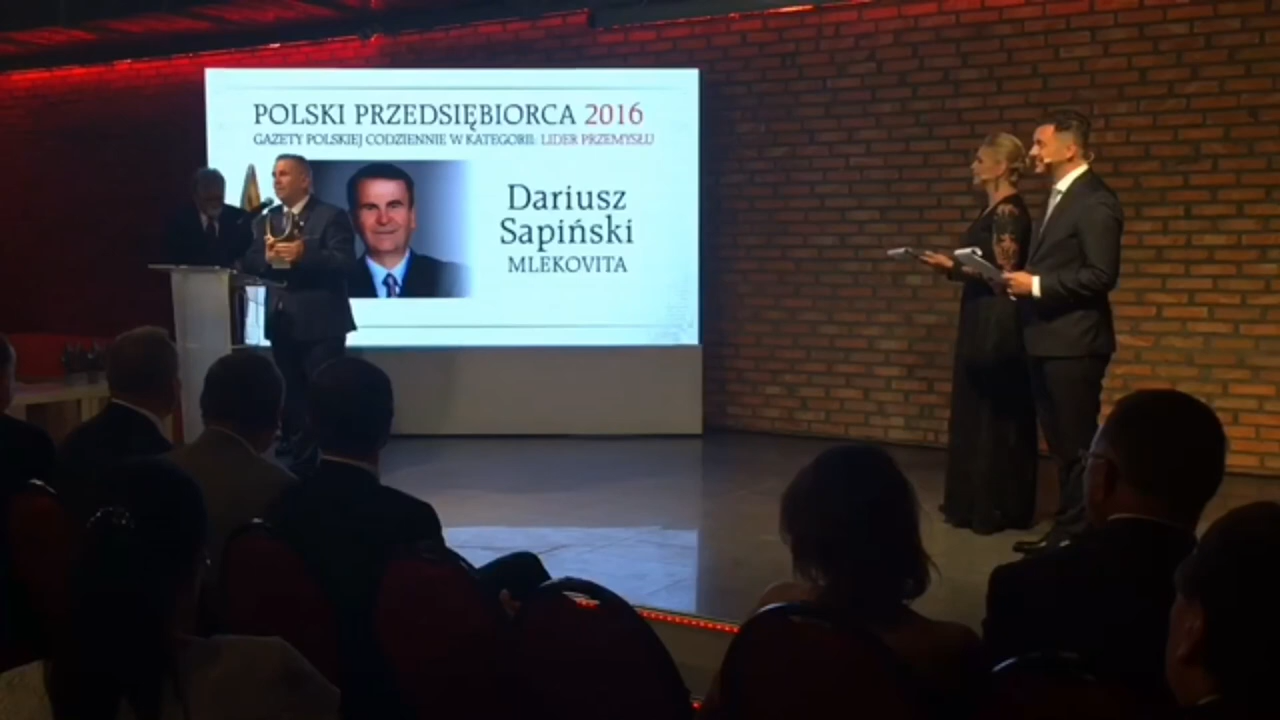 POLSKI PRZEDSIĘBIORCA 2016
GAZETY POLSKIEJ CODZIENNIE W KATEGORII: LIDER PRZEMYSŁU
Dariusz
Sapiński
MLEKOVITA